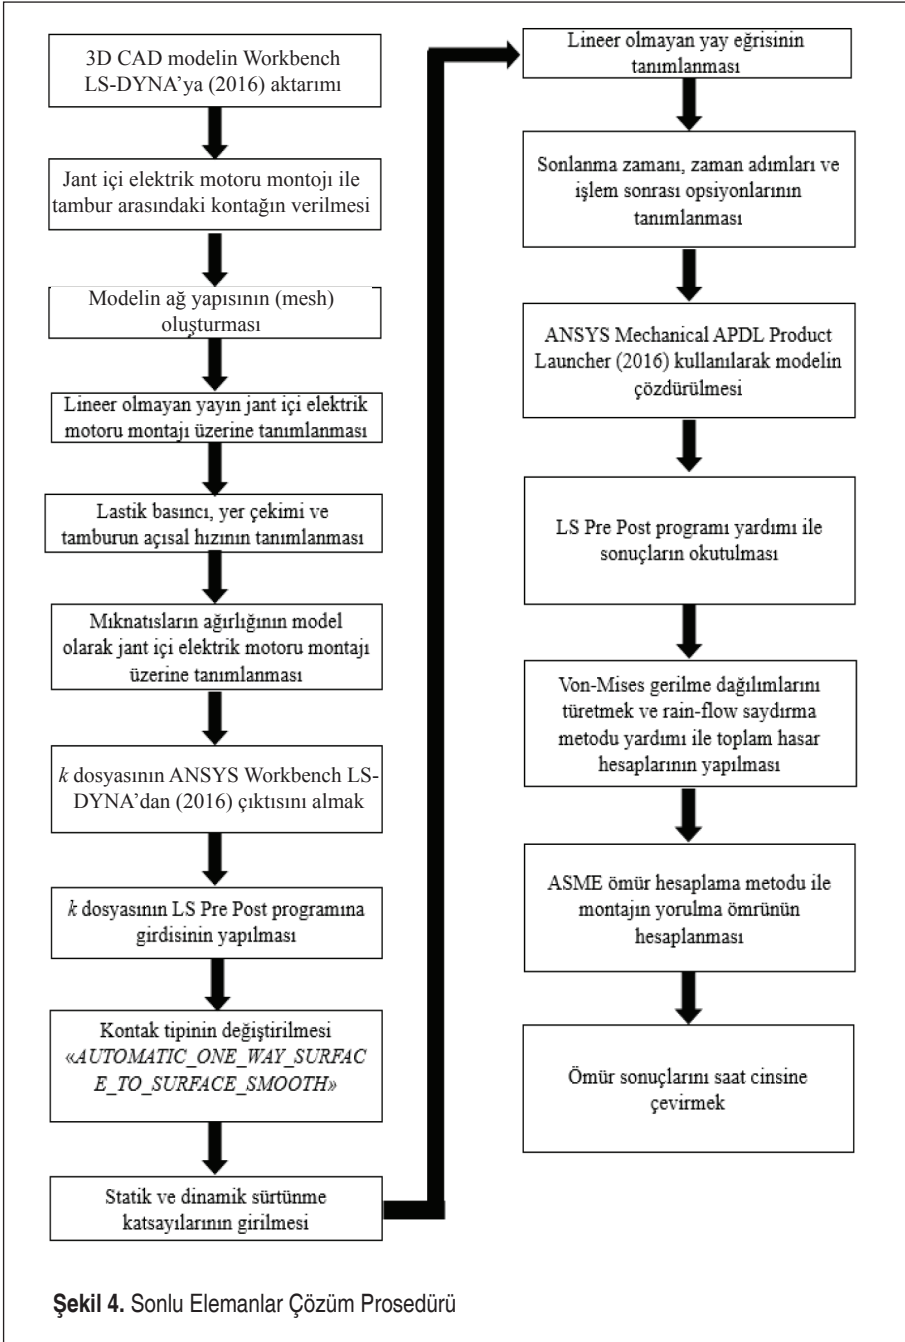 3D CAD modelin Workbench
LS-DYNA’ya (2016) aktarımı
Jant içi elektrik motoru montojı ile
tambur arasındaki kontağın verilmesi
Modelin ağ yapısının (mesh)
oluşturması
Lineer olmayan yayın jant içi elektrik
motoru montajı üzerine tanımlanması
Lastik basıncı, yer çekimi ve
tamburun açısal hızının tanımlanması
Mıknatısların ağırlığının model
olarak jant içi elektrik motoru montajı
üzerine tanımlanması
k dosyasının ANSYS Workbench LS-
DYNA’dan (2016) çıktısını almak
k dosyasının LS Pre Post programına
girdisinin yapılması
Kontak tipinin değiştirilmesi
«AUTOMATIC_ONE_WAY_SURFAC
E_TO_SURFACE_SMOOTH»
Statik ve dinamik sürtünme
katsayılarının girilmesi
Lineer olmayan yay eğrisinin
tanımlanması
Sonlanma zamanı, zaman adımları ve
işlem sonrası opsiyonlarının
tanımlanması
ANSYS Mechanical APDL Product
Launcher (2016) kullanılarak modelin
çözdürülmesi
LS Pre Post programı yardımı ile
sonuçların okutulması
Von-Mises gerilme dağılımlarını
türetmek ve rain-flow saydırma
metodu yardımı ile toplam hasar
hesaplarının yapılması
ASME ömür hesaplama metodu ile
montajın yorulma ömrünün
hesaplanması
Ömür sonuçlarını saat cinsine
çevirmek
Şekil 4. Sonlu Elemanlar Çözüm Prosedürü